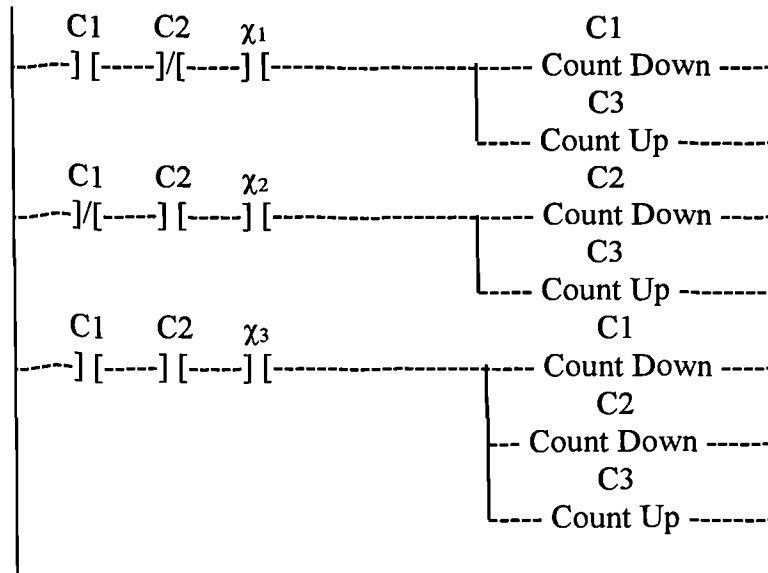 C1 C2 χ1 C1
----] [-----]/[-----] [-------------------- ----- Count Down -----
C3
----- Count Up --------
C1 C2 χ2 C2
----]/[-----] [-----] [-------------------- ----- Count Down -----
C3
----- Count Up --------
C1 C2 χ3 C1
----] [-----] [-----] [-------------------- ----- Count Down -----
C2
----- Count Down -----
C3
----- Count Up --------